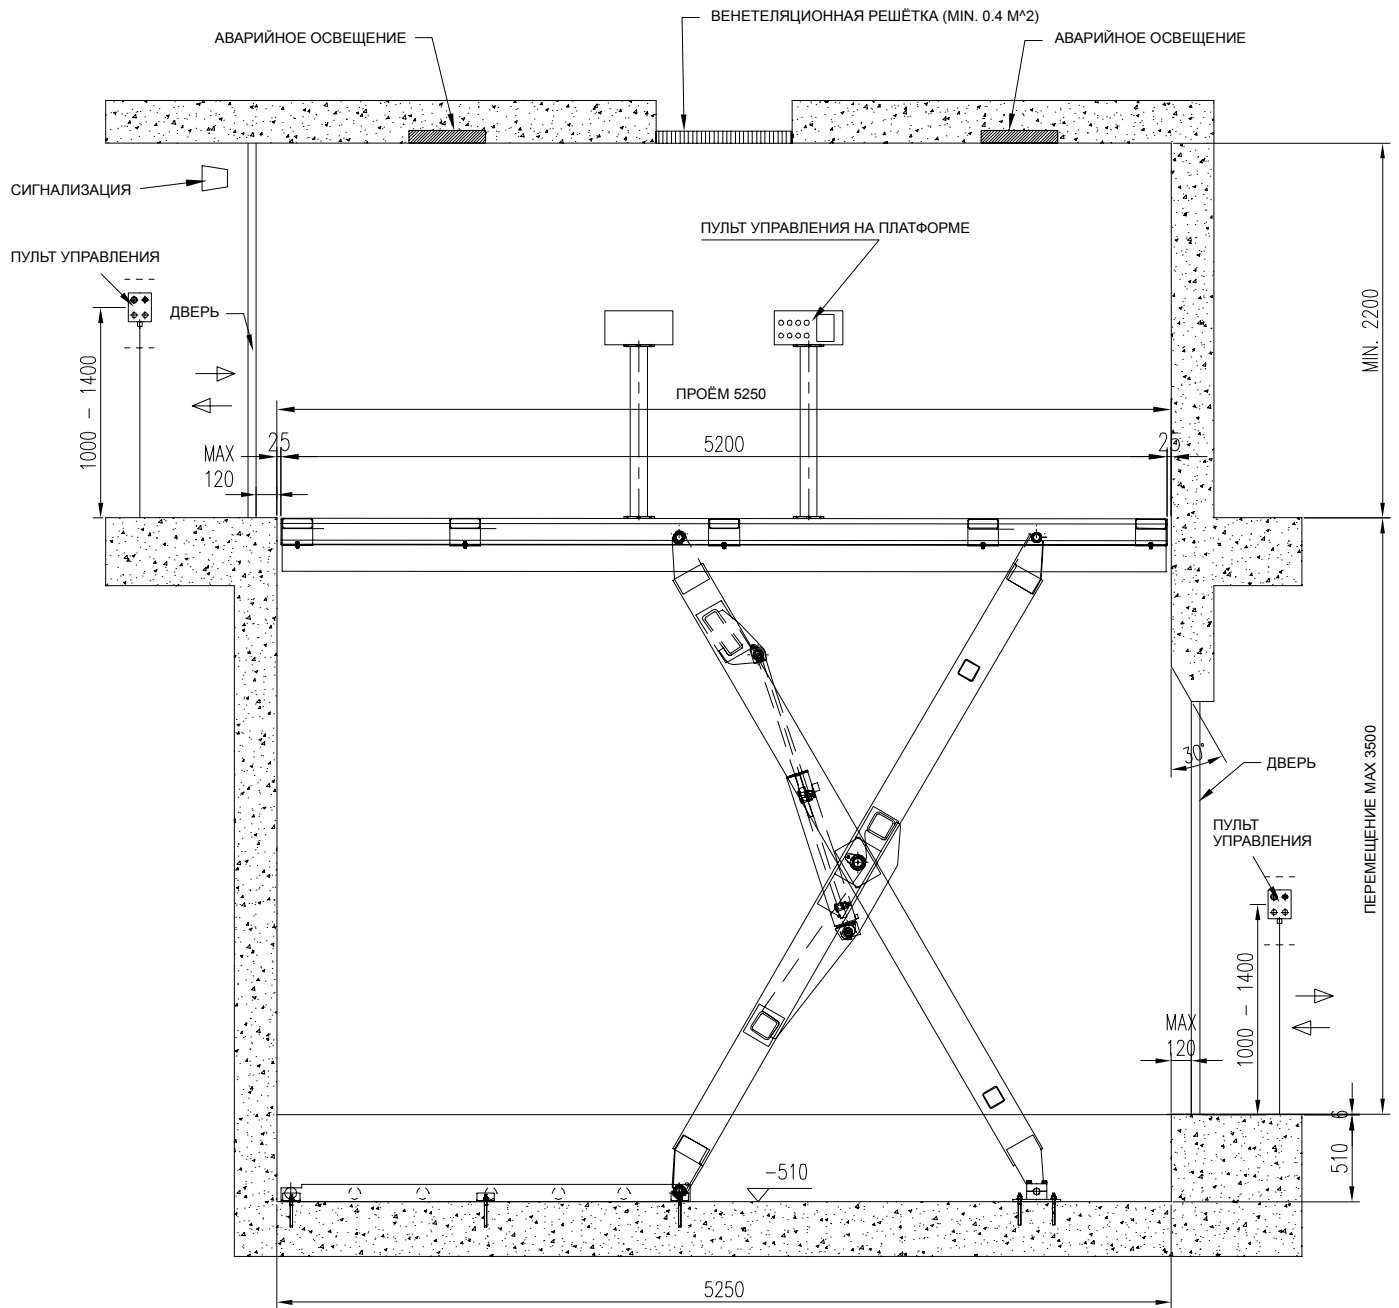 ВЕНЕТЕЛЯЦИОННАЯ РЕШЁТКА (MIN. 0.4 М^2)
АВАРИЙНОЕ ОСВЕЩЕНИЕ
АВАРИЙНОЕ ОСВЕЩЕНИЕ
СИГНАЛИЗАЦИЯ
ПУЛЬТ УПРАВЛЕНИЯ НА ПЛАТФОРМЕ
ПУЛЬТ УПРАВЛЕНИЯ
ДВЕРЬ
MIN. 2200
1000 - 1400
ПРОЁМ 5250
25
5200
25
MAX
120
30°
ДВЕРЬ
ПУЛЬТ
УПРАВЛЕНИЯ
ПЕРЕМЕЩЕНИЕ MAX 3500
1000 - 1400
MAX
120
6
510
-510
5250